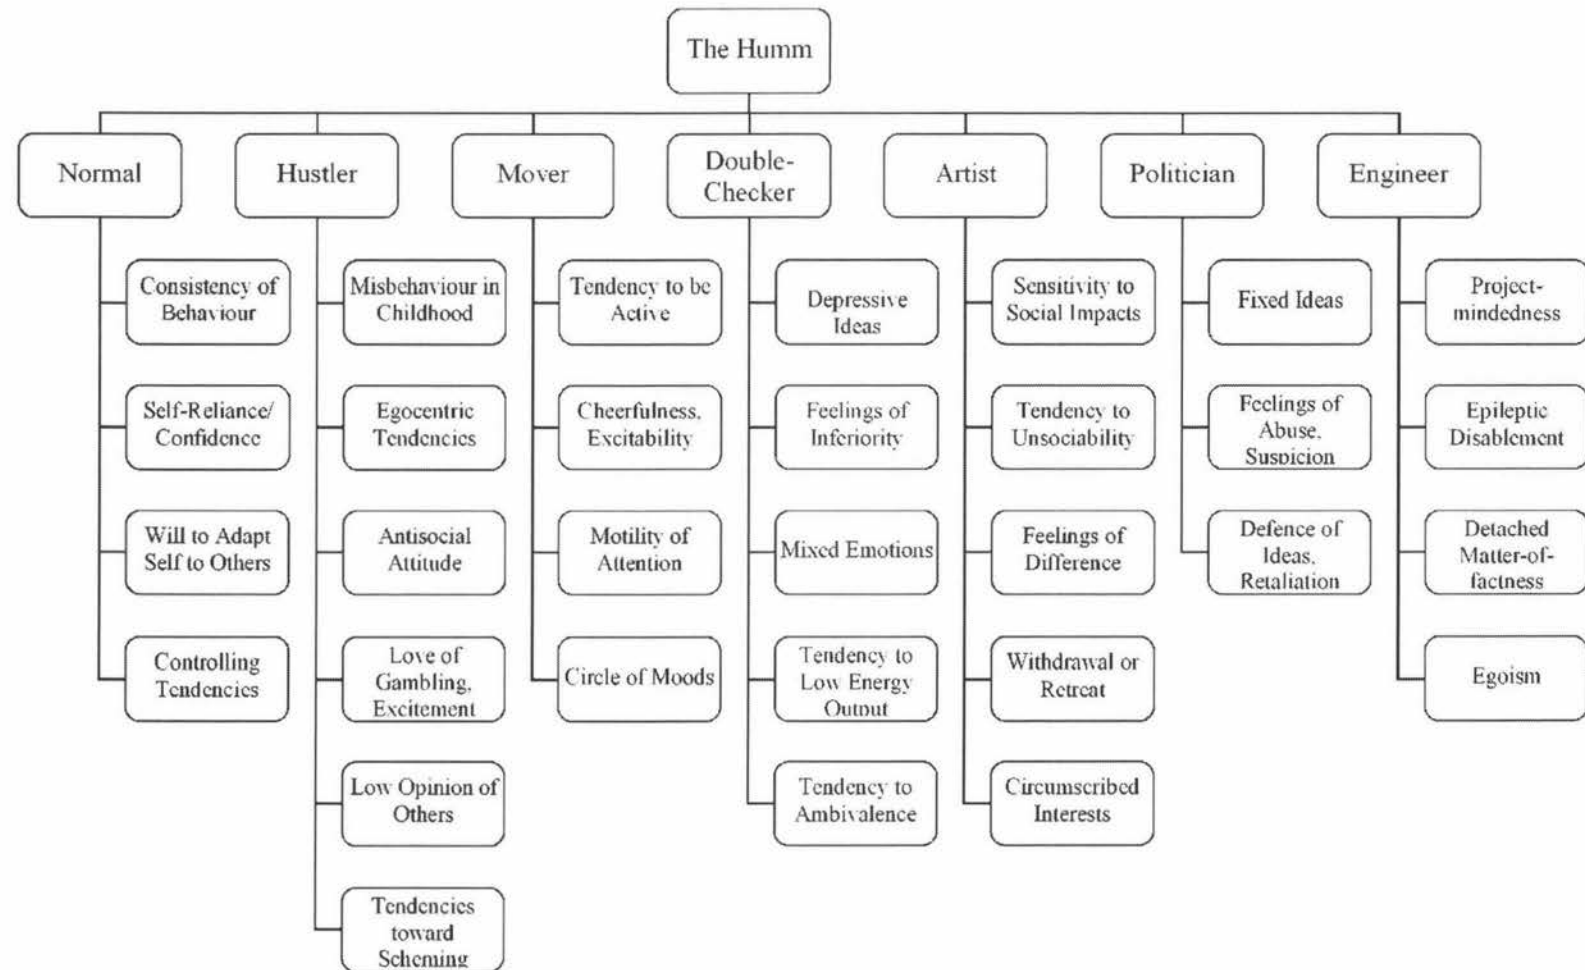 The Humm
Normal
Hustler
Mover
Double-
Checker
Artist
Politician
Engineer
Consistency of
Behaviour
Self-Reliance/
Confidence
Will to Adapt
Self to Others
Controlling
Tendencies
Misbehaviour in
Childhood
Egocentric
Tendencies
Antisocial
Attitude
Love of
Gambling,
Excitement
Low Opinion of
Others
Tendencies
toward
Scheming
Tendency to be
Active
Cheerfulness,
Excitability
Motility of
Attention
Circle of Moods
Depressive
Ideas
Feelings of
Inferiority
Mixed Emotions
Tendency to
Low Energy
Output
Tendency to
Ambivalence
Sensitivity to
Social Impacts
Tendency to
Unsociability
Feelings of
Difference
Withdrawal or
Retreat
Circumscribed
Interests
Fixed Ideas
Feelings of
Abuse,
Suspicion
Defence of
Ideas,
Retaliation
Project-
mindedness
Epileptic
Disablement
Detached
Matter-of-
factness
Egoism